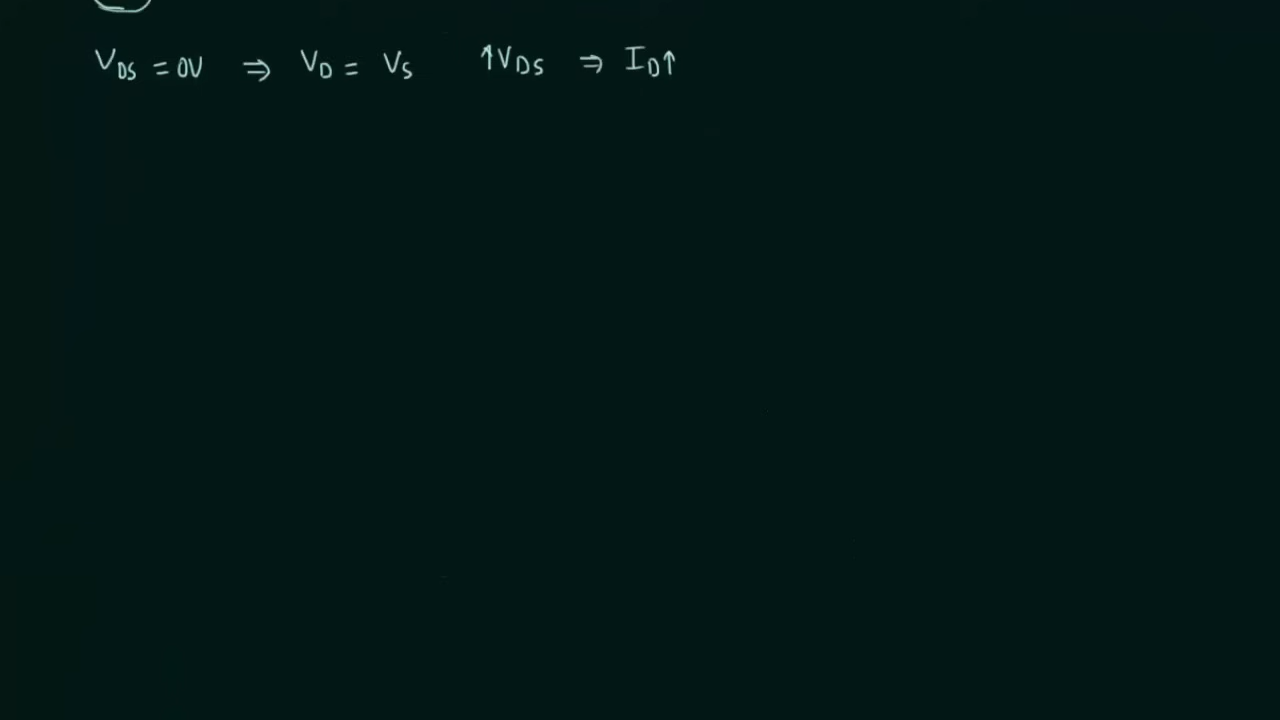 V_DS = 0V ⇒ V_D = V_S ↑V_DS ⇒ I_D↑